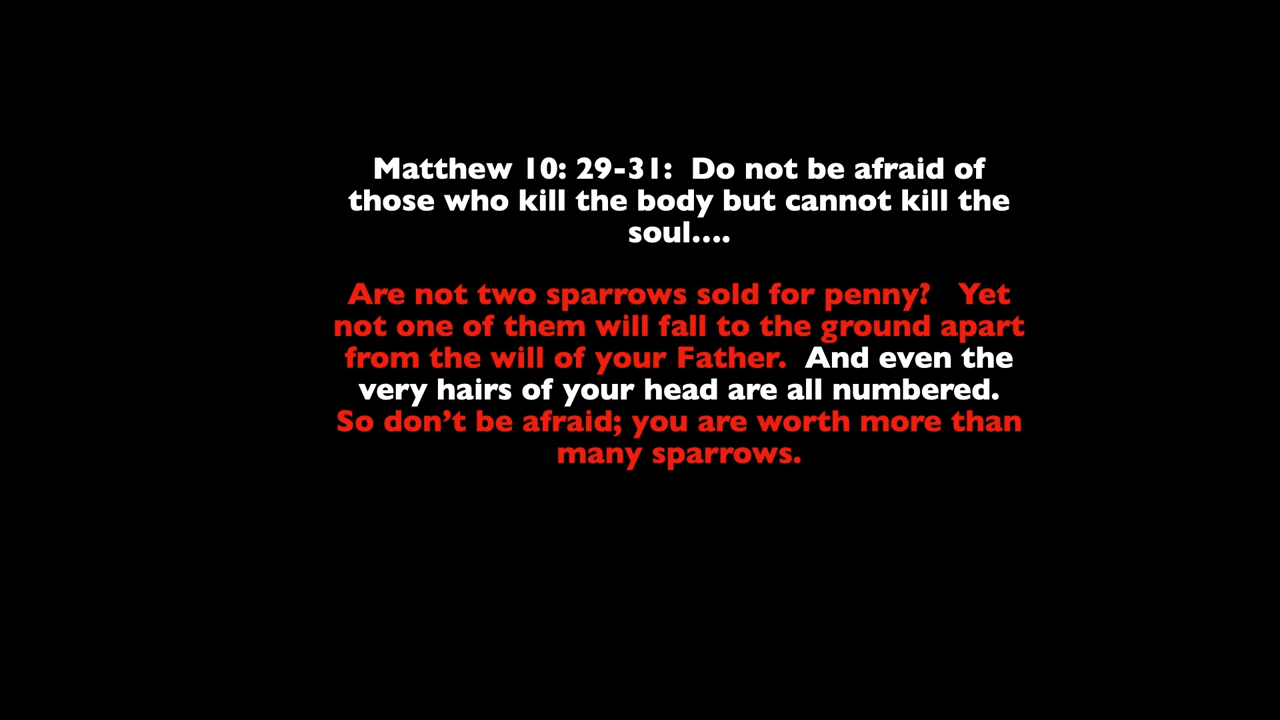 Matthew 10: 29-31:  Do not be afraid of
those who kill the body but cannot kill the
soul....
Are not two sparrows sold for penny?   Yet
not one of them will fall to the ground apart
from the will of your Father.  And even the
very hairs of your head are all numbered.
So don’t be afraid; you are worth more than
many sparrows.